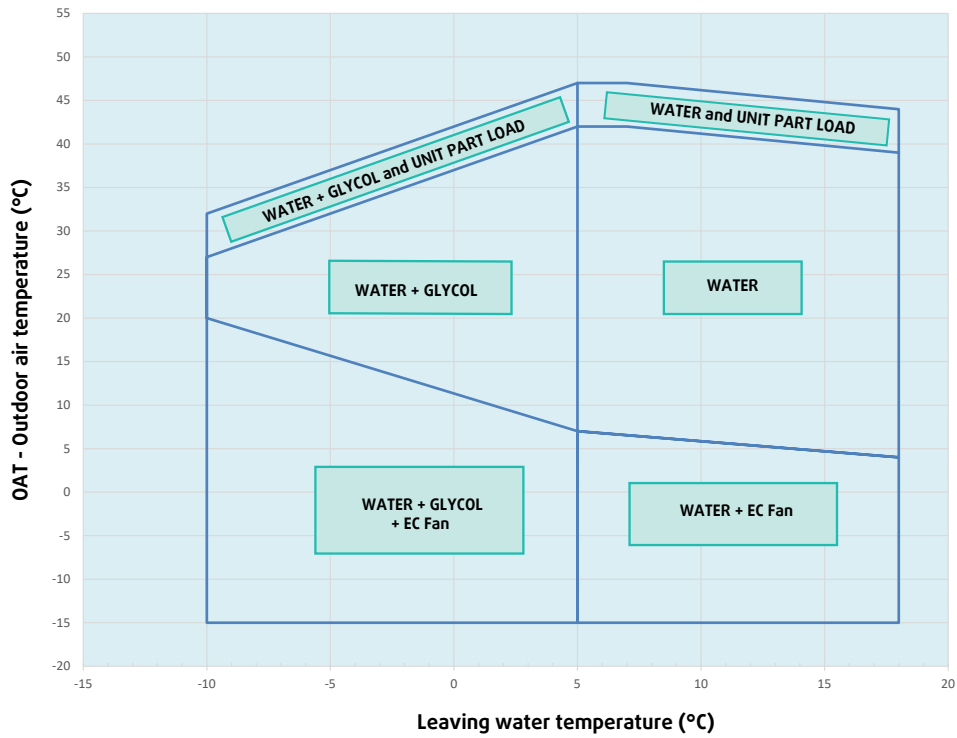 55
50
45
40
35
30
25
20
15
10
5
0
-5
-10
-15
-20
OAT - Outdoor air temperature (°C)
WATER + GLYCOL and UNIT PART LOAD
WATER and UNIT PART LOAD
WATER + GLYCOL
WATER
WATER + GLYCOL
+ EC Fan
WATER + EC Fan
-15
-10
-5
0
5
10
15
20
Leaving water temperature (°C)